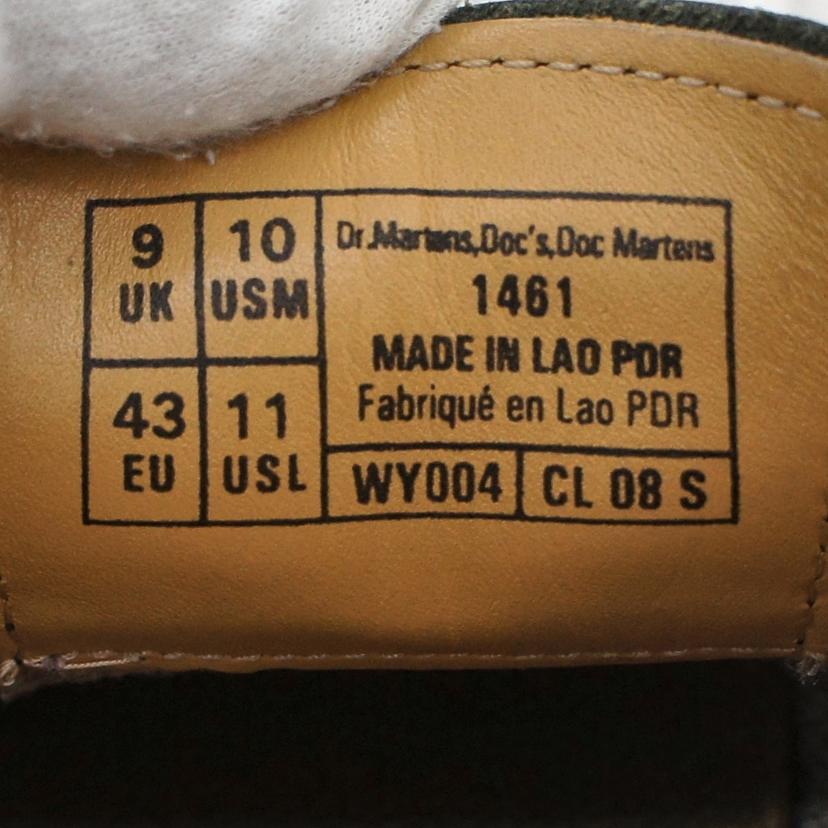 9 UK
10 USM
43 EU
11 USL
Dr.Martens,Doc's,Doc Martens
1461
MADE IN LAO PDR
Fabriqué en Lao PDR
WY004
CL 08 S